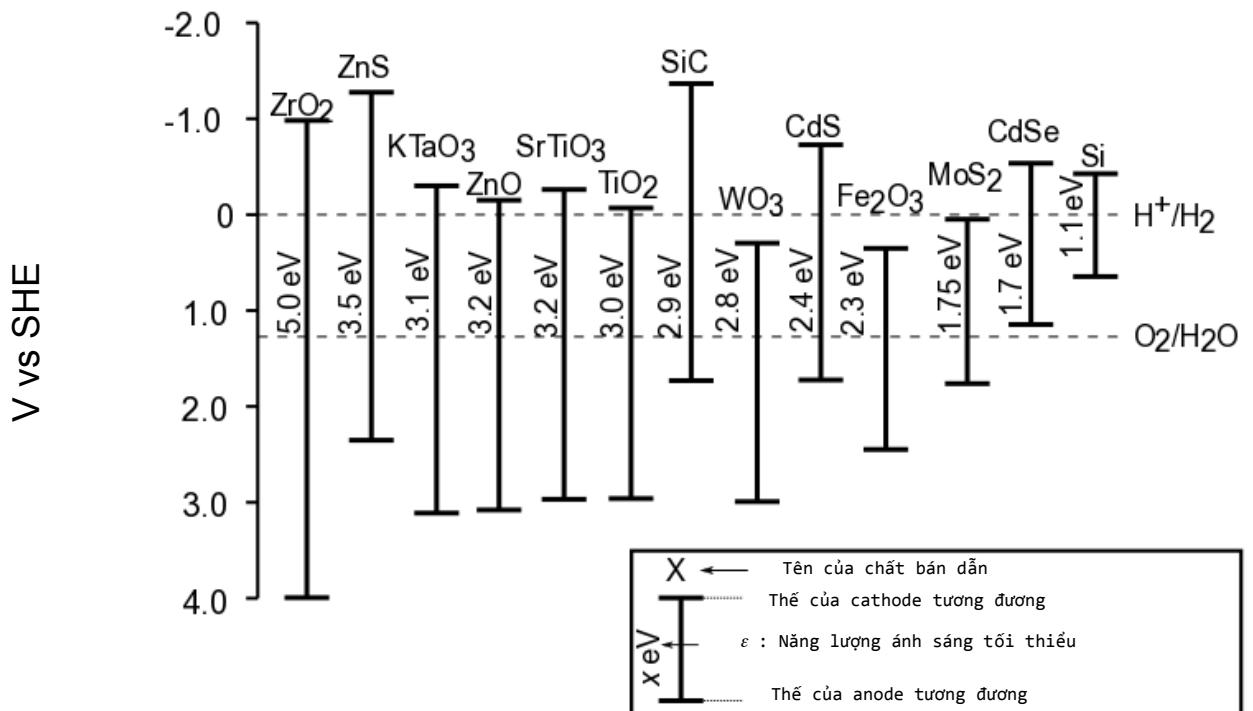 -2.0
-1.0
0
1.0
2.0
3.0
4.0
V vs SHE
ZrO2
5.0 eV
ZnS
3.5 eV
KTaO3
3.1 eV
ZnO
3.2 eV
SrTiO3
3.2 eV
TiO2
3.0 eV
SiC
2.9 eV
WO3
2.8 eV
CdS
2.4 eV
Fe2O3
2.3 eV
MoS2
1.75 eV
CdSe
1.7 eV
Si
1.1 eV
H+/H2
O2/H2O
X
Tên của chất bán dẫn
Thế của cathode tương đương
x eV
ε : Năng lượng ánh sáng tối thiểu
Thế của anode tương đương